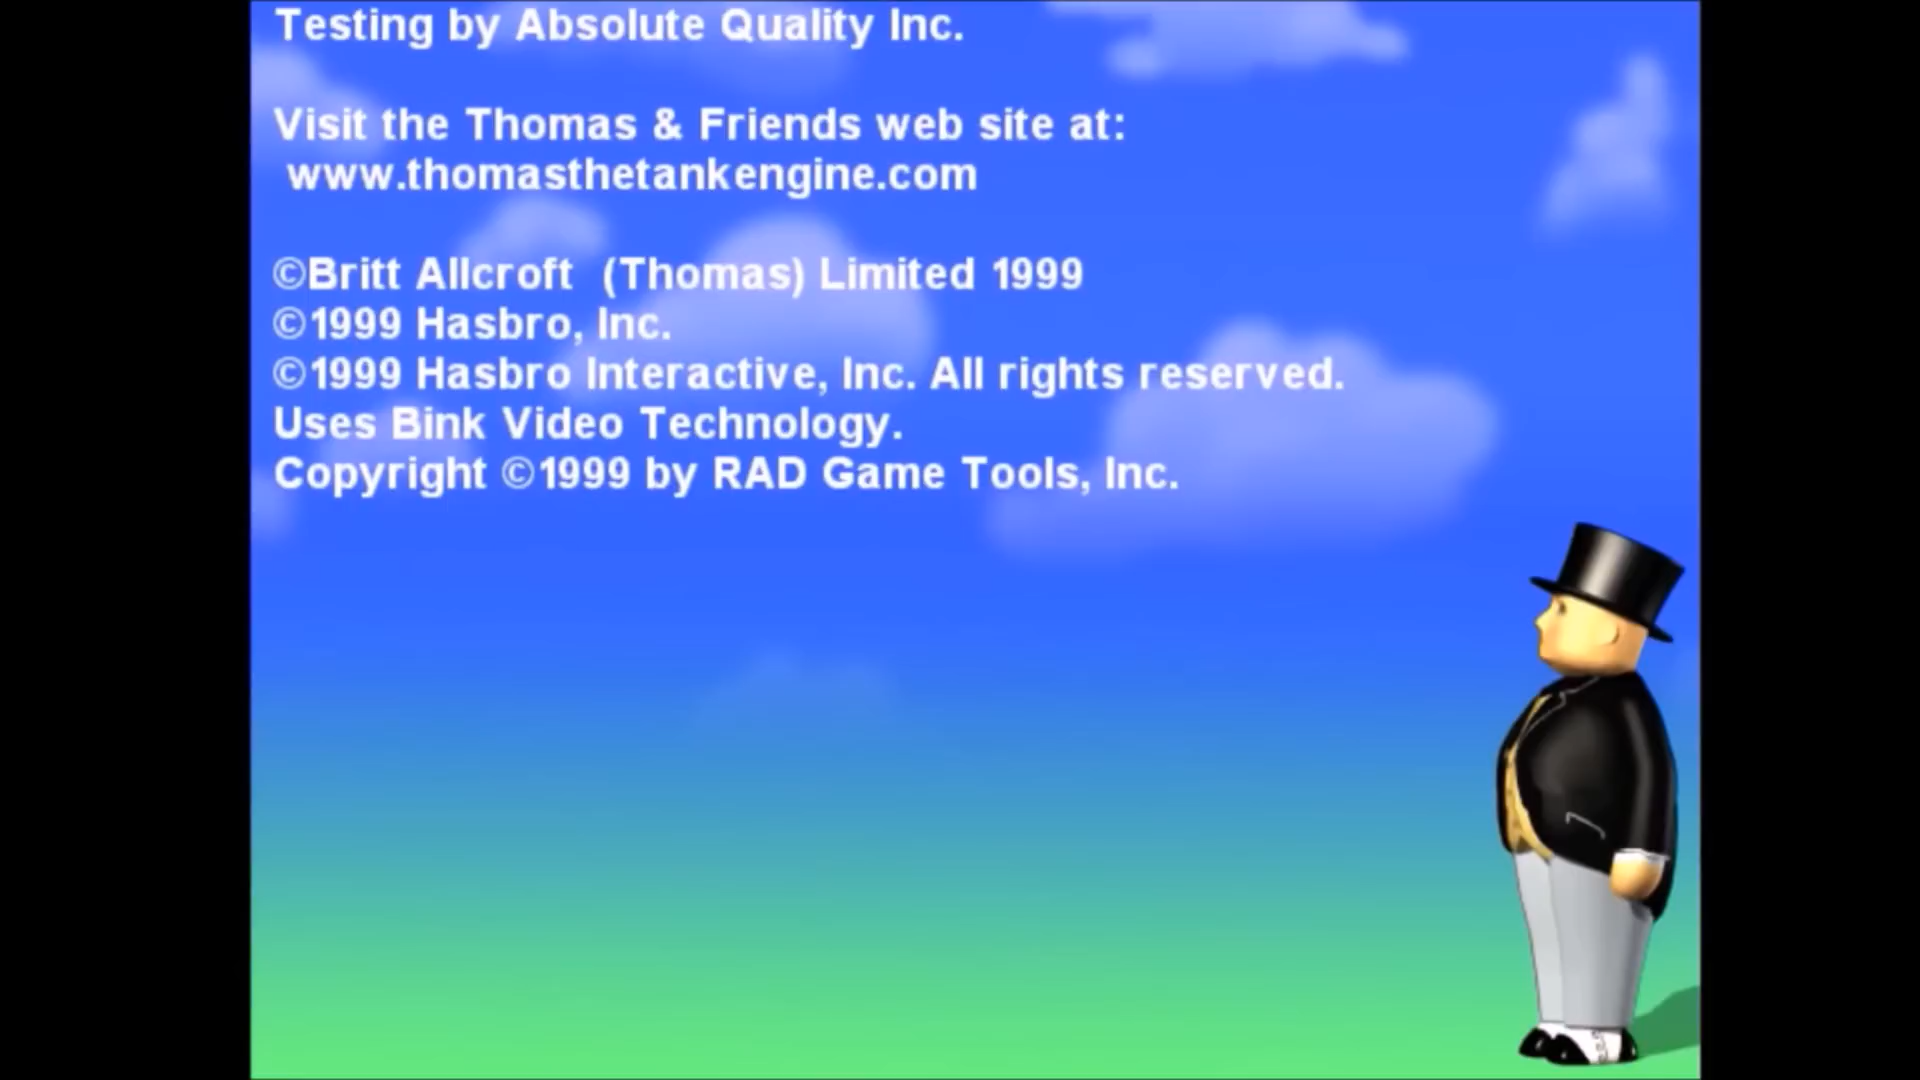 Testing by Absolute Quality Inc.
Visit the Thomas & Friends web site at:
www.thomasthetankengine.com
©Britt Allcroft (Thomas) Limited 1999
©1999 Hasbro, Inc.
©1999 Hasbro Interactive, Inc. All rights reserved.
Uses Bink Video Technology.
Copyright ©1999 by RAD Game Tools, Inc.